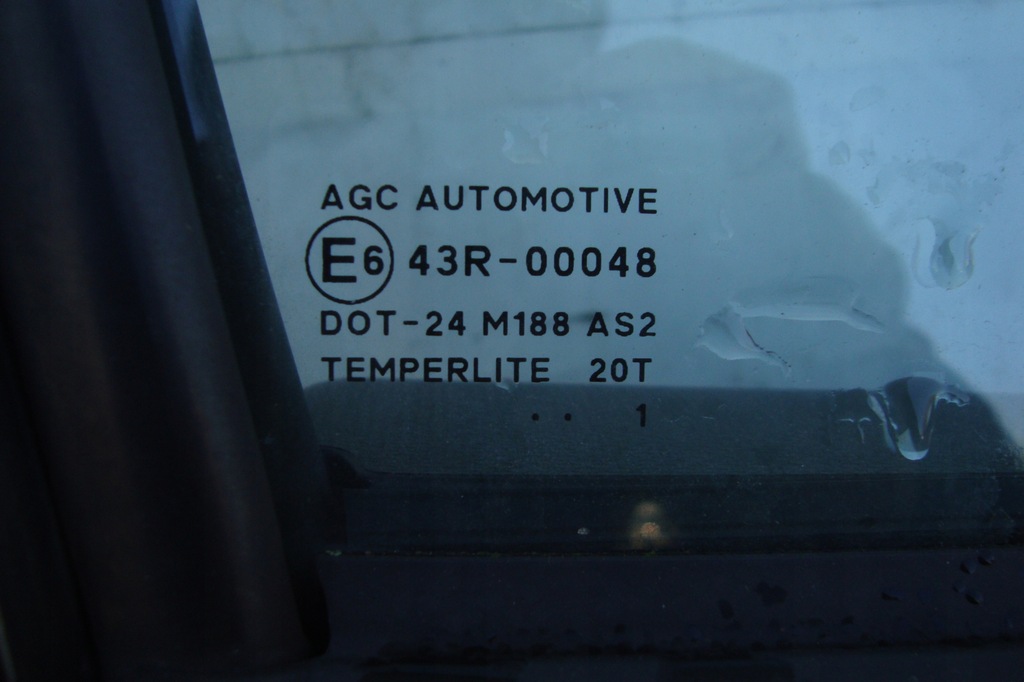 AGC AUTOMOTIVE
E6 43R-00048
DOT-24 M188 AS2
TEMPERLITE 20T
.. 1